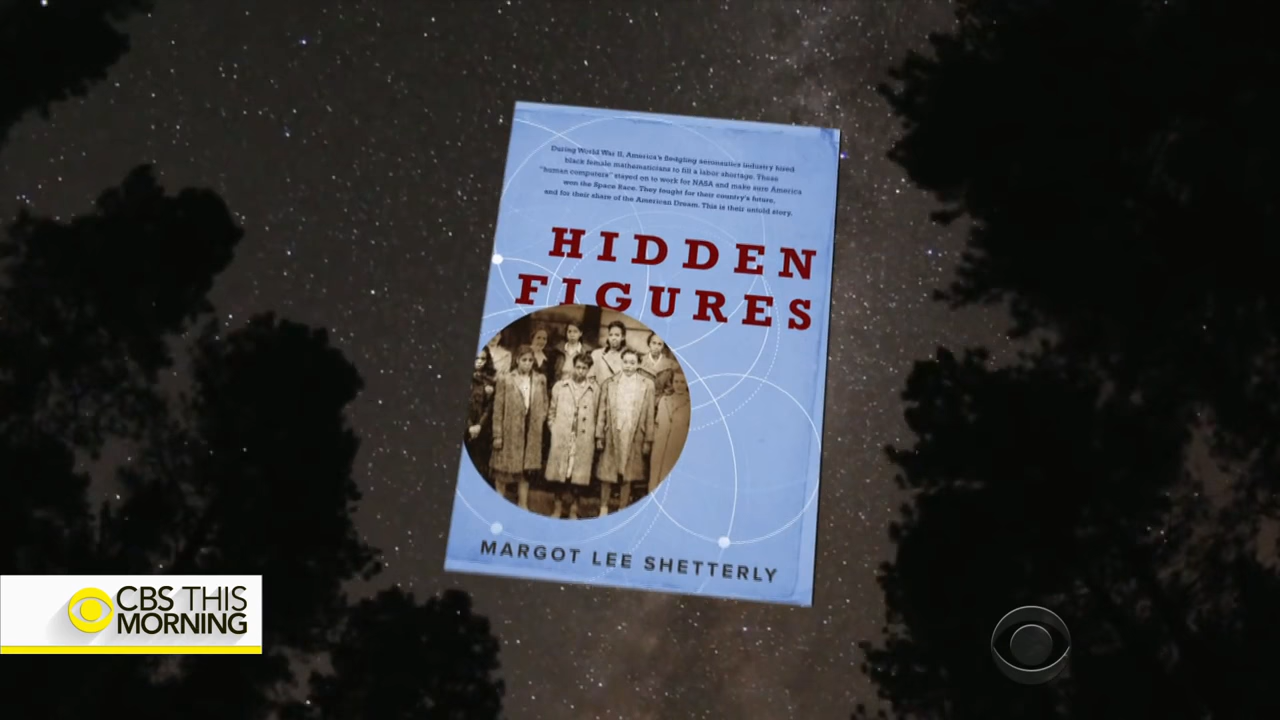 During World War II, America's fledgling aeronautics industry hired
black female mathematicians to fill a labor shortage. These
"human computers" stayed on to work for NASA and make sure America
won the Space Race. They fought for their country's future,
and for their share of the American Dream. This is their untold story.
HIDDEN
FIGURES
MARGOT LEE SHETTERLY
CBS THIS
MORNING